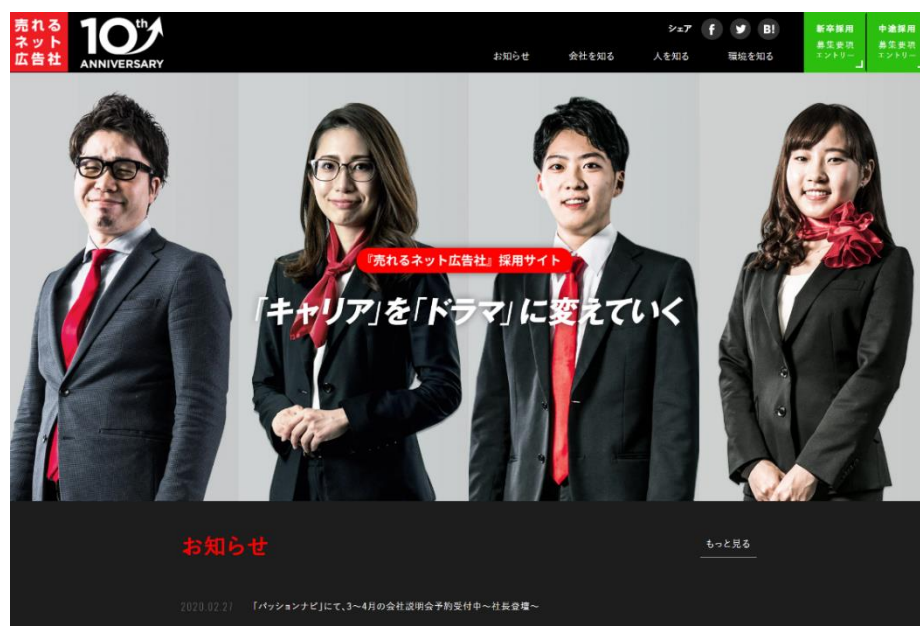 売れる
ネット
広告社
10th
ANNIVERSARY
シェア
f
B!
お知らせ
会社を知る
人を知る
環境を知る
新卒採用
募集要項
エントリー
中途採用
募集要項
エントリー
『売れるネット広告社』採用サイト
「キャリア」を「ドラマ」に変えていく
お知らせ
もっと見る
2020.02.27
「パッションナビ」にて、3〜4月の会社説明会予約受付中〜社長登壇〜